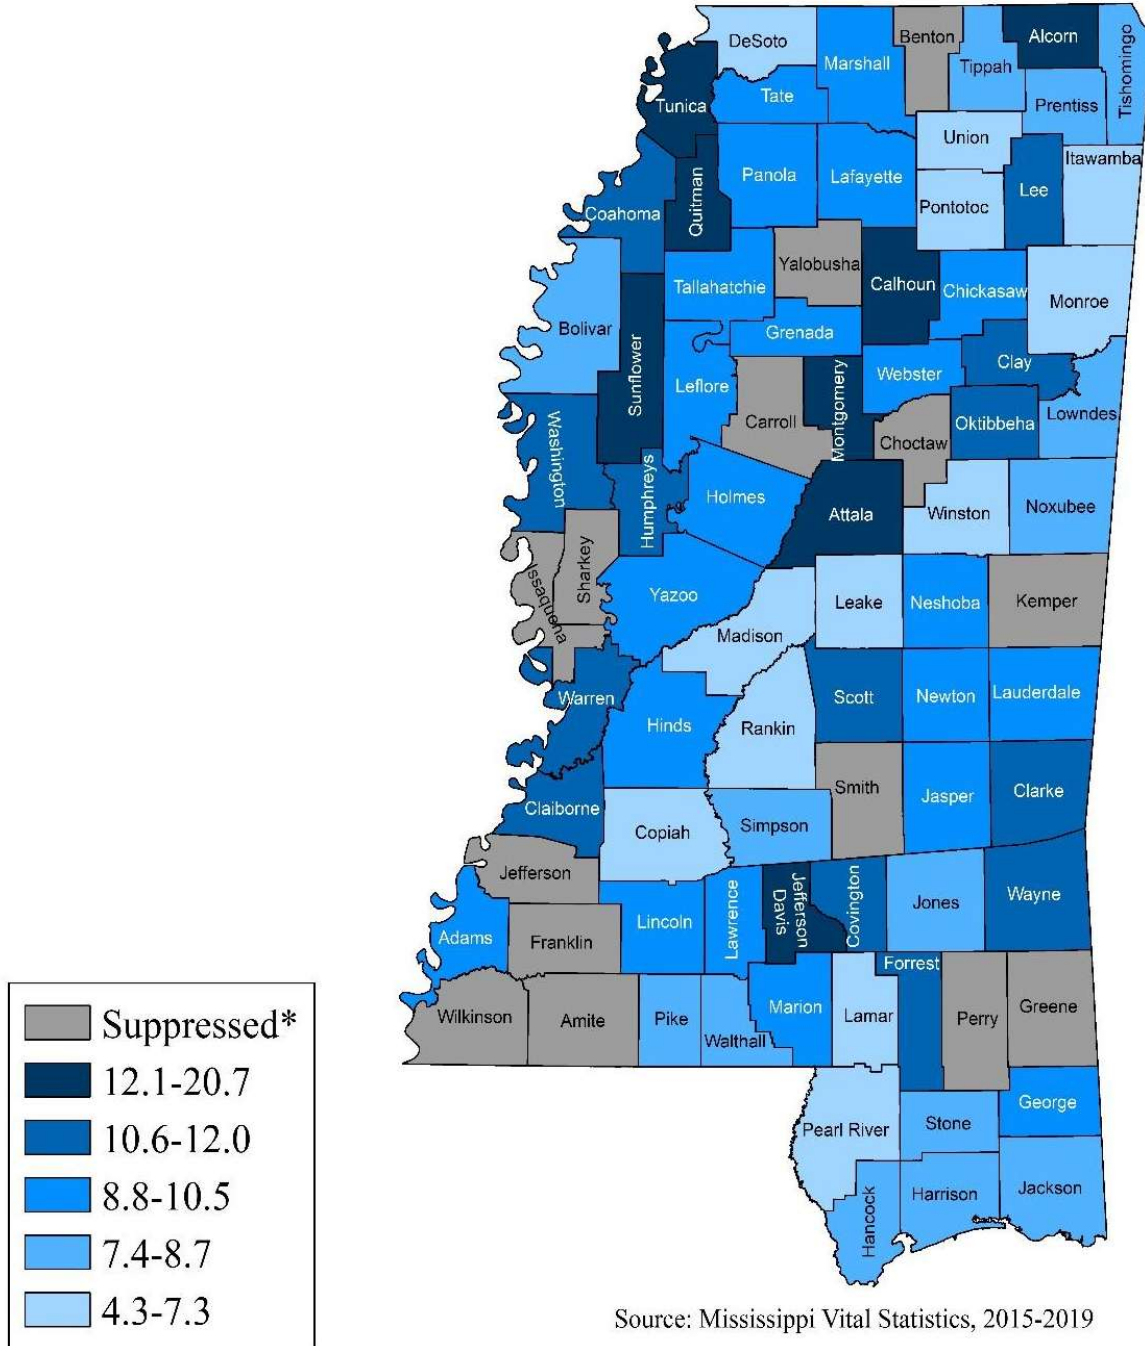 DeSoto
Benton
Alcorn
Marshall
Tippah
Tishomingo
Tunica
Tate
Prentiss
Union
Itawamba
Panola
Lafayette
Lee
Quitman
Pontotoc
Coahoma
Yalobusha
Calhoun
Tallahatchie
Chickasaw
Monroe
Bolivar
Grenada
Sunflower
Clay
Leflore
Webster
Montgomery
Carroll
Lowndes
Oktibbeha
Choctaw
Washington
Humphreys
Holmes
Attala
Winston
Noxubee
Issaquena
Sharkey
Yazoo
Leake
Neshoba
Kemper
Madison
Warren
Scott
Newton
Lauderdale
Hinds
Rankin
Smith
Jasper
Clarke
Claiborne
Copiah
Simpson
Jefferson
Jefferson
Davis
Covington
Jones
Wayne
Lawrence
Lincoln
Adams
Franklin
Forrest
Wilkinson
Amite
Pike
Walthall
Marion
Lamar
Perry
Greene
George
Pearl River
Stone
Hancock
Harrison
Jackson
Suppressed*
12.1-20.7
10.6-12.0
8.8-10.5
7.4-8.7
4.3-7.3
Source: Mississippi Vital Statistics, 2015-2019